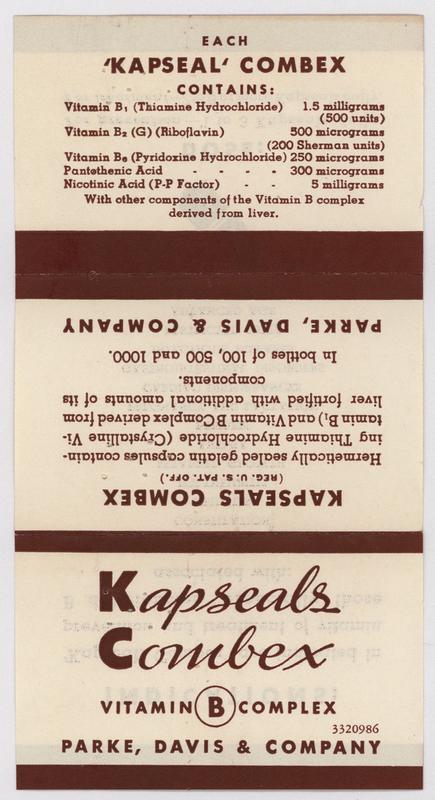 EACH
'KAPSEAL' COMBEX
CONTAINS:
Vitamin B₁ (Thiamine Hydrochloride) 1.5 milligrams
(500 units)
Vitamin B₂ (G) (Riboflavin) 500 micrograms
(200 Sherman units)
Vitamin B₆ (Pyridoxine Hydrochloride) 250 micrograms
Pantothenic Acid - - - - 300 micrograms
Nicotinic Acid (P-P Factor) - - 5 milligrams
With other components of the Vitamin B complex
derived from liver.
KAPSEALS COMBEX
(REG. U. S. PAT. OFF.)
Hermetically sealed gelatin capsules contain-
ing Thiamine Hydrochloride (Crystalline Vi-
tamin B₁) and Vitamin B Complex derived from
liver fortified with additional amounts of its
components.
In bottles of 100, 500, and 1000.
PARKE, DAVIS & COMPANY
Kapseals
Combex
VITAMIN B COMPLEX
3320986
PARKE, DAVIS & COMPANY